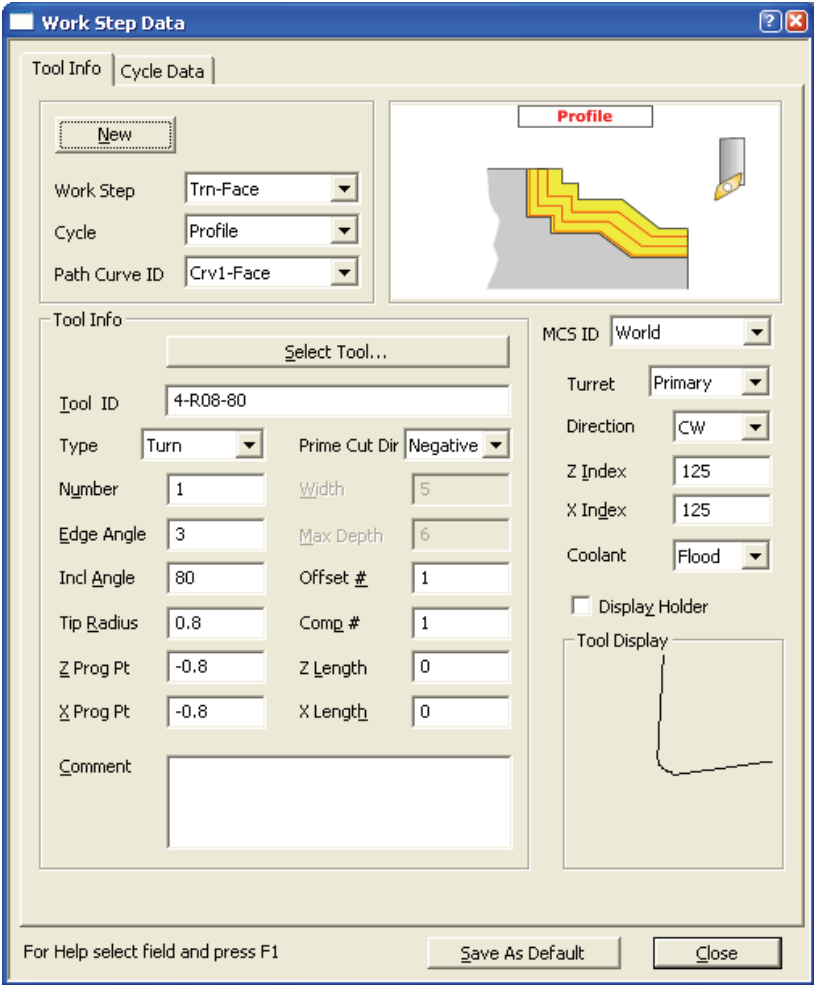 Work Step Data
Tool Info
Cycle Data
New
Work Step
Trn-Face
Cycle
Profile
Path Curve ID
Crv1-Face
Profile
Tool Info
Select Tool...
Tool ID
4-R08-80
Type
Turn
Prime Cut Dir
Negative
Number
1
Width
5
Edge Angle
3
Max Depth
6
Incl Angle
80
Offset #
1
Tip Radius
0.8
Comp #
1
Z Prog Pt
-0.8
Z Length
0
X Prog Pt
-0.8
X Length
0
Comment
MCS ID
World
Turret
Primary
Direction
CW
Z Index
125
X Index
125
Coolant
Flood
Display Holder
Tool Display
For Help select field and press F1
Save As Default
Close